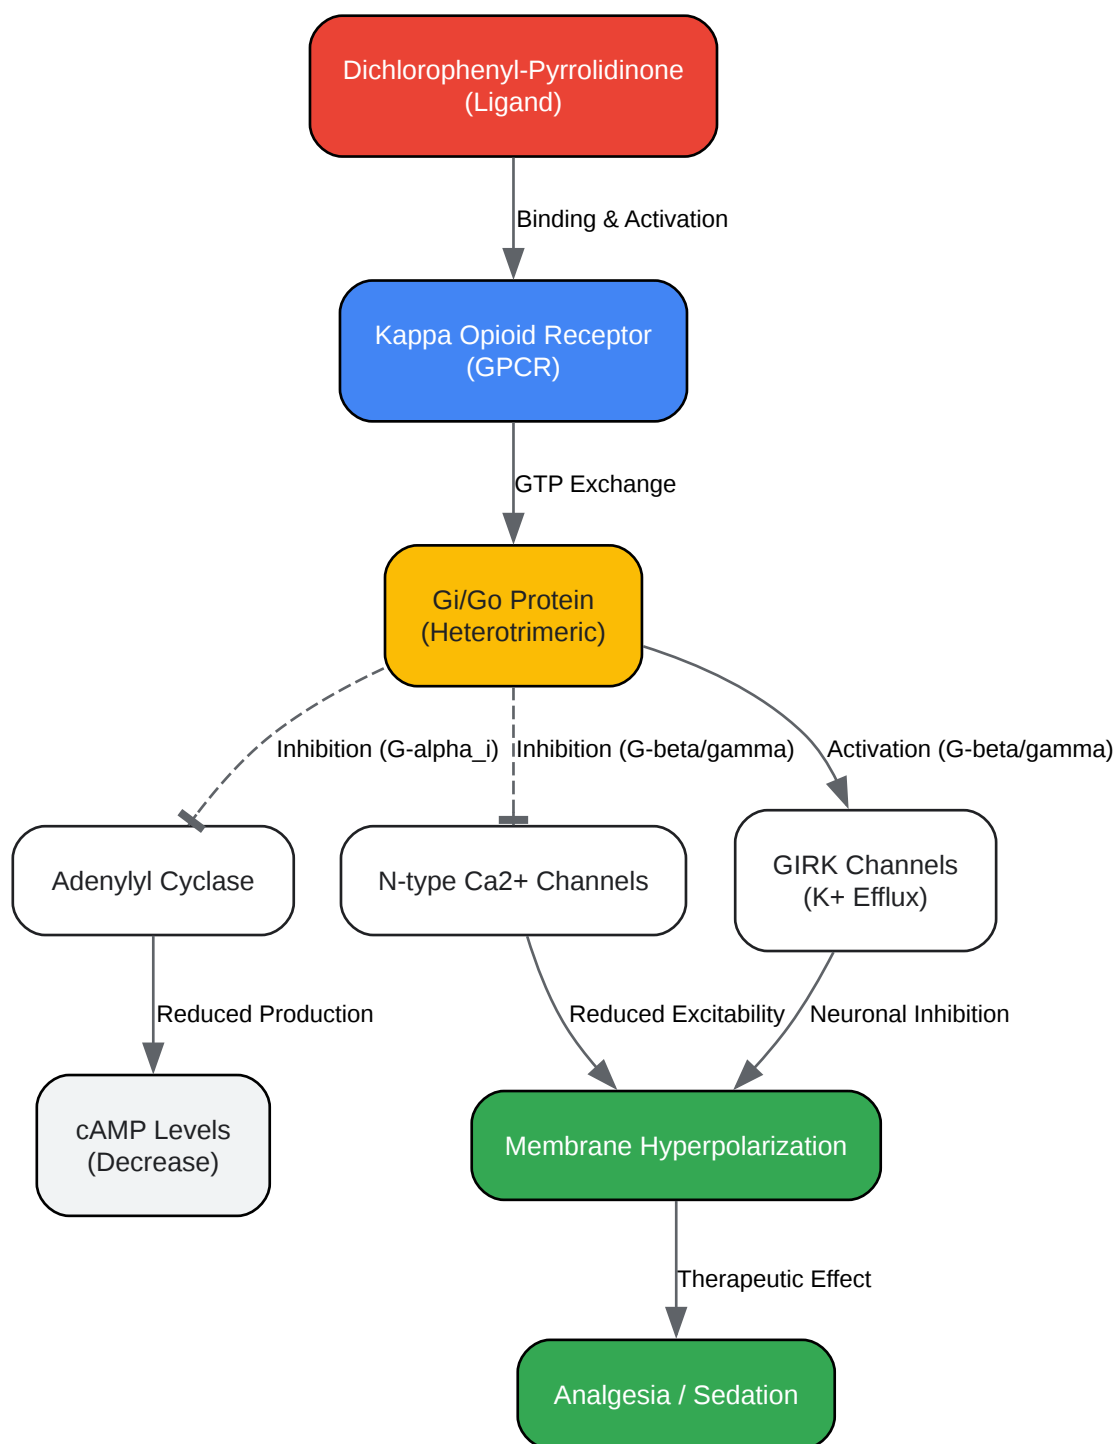 Dichlorophenyl-Pyrrolidinone
(Ligand)
Binding & Activation
Kappa Opioid Receptor
(GPCR)
GTP Exchange
Gi/Go Protein
(Heterotrimeric)
Inhibition (G-alpha_i)
Inhibition (G-beta/gamma)
Activation (G-beta/gamma)
Adenylyl Cyclase
N-type Ca2+ Channels
GIRK Channels
(K+ Efflux)
Reduced Production
Reduced Excitability
Neuronal Inhibition
cAMP Levels
(Decrease)
Membrane Hyperpolarization
Therapeutic Effect
Analgesia / Sedation